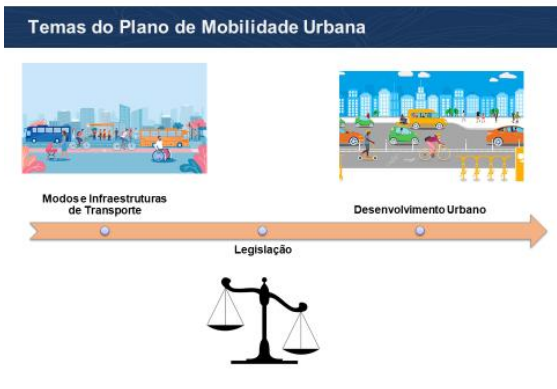 Temas do Plano de Mobilidade Urbana
Modos e Infraestruturas
de Transporte
Desenvolvimento Urbano
Legislação